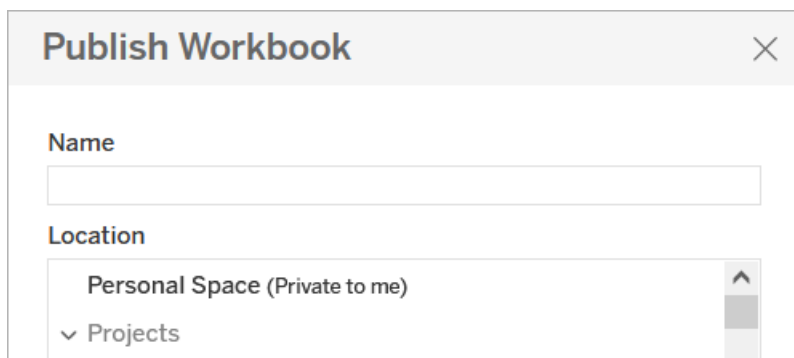 Publish Workbook
Name
Location
Personal Space (Private to me)
Projects